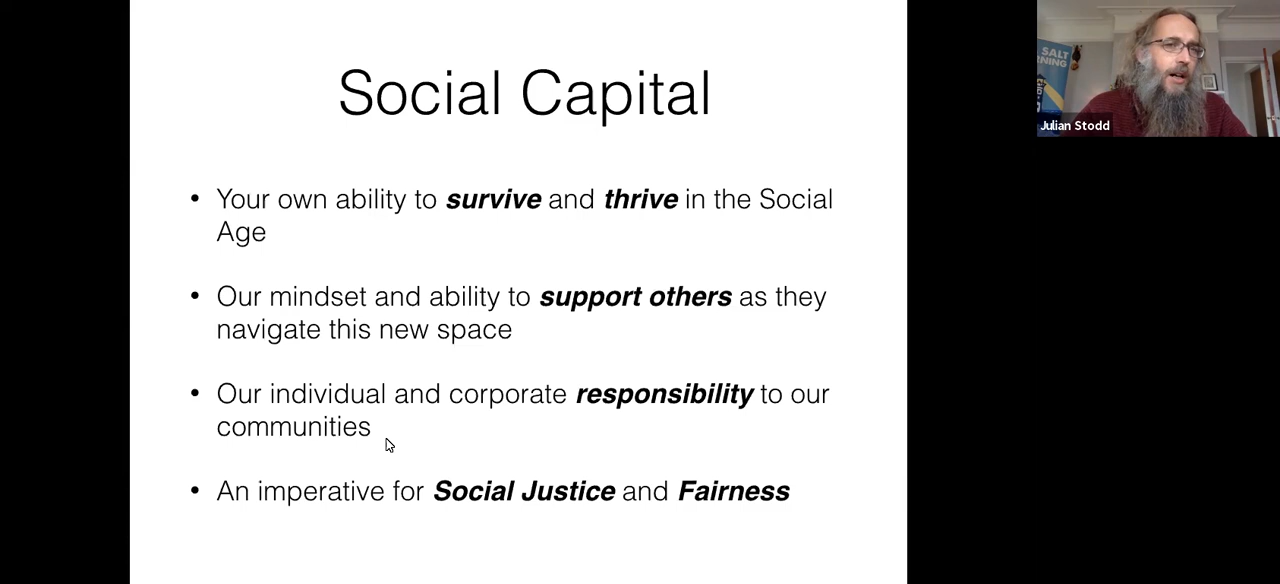 Social Capital
• Your own ability to survive and thrive in the Social
Age
• Our mindset and ability to support others as they
navigate this new space
• Our individual and corporate responsibility to our
communities
• An imperative for Social Justice and Fairness
SALT
RNING
Julian Stodd